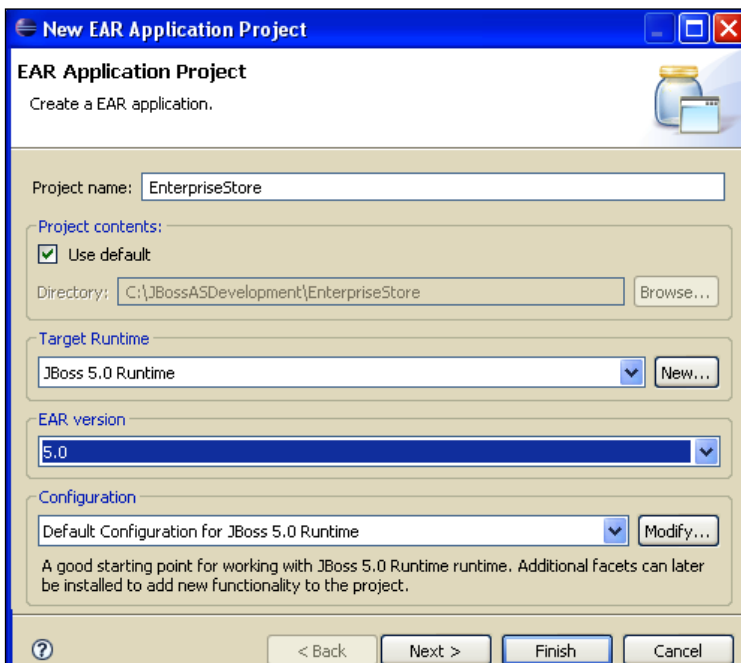 New EAR Application Project
EAR Application Project
Create a EAR application.
Project name: EnterpriseStore
Project contents:
Use default
Directory: C:\JBossASDevelopment\EnterpriseStore Browse...
Target Runtime
JBoss 5.0 Runtime New...
EAR version
5.0
Configuration
Default Configuration for JBoss 5.0 Runtime Modify...
A good starting point for working with JBoss 5.0 Runtime runtime. Additional facets can later
be installed to add new functionality to the project.
? < Back Next > Finish Cancel